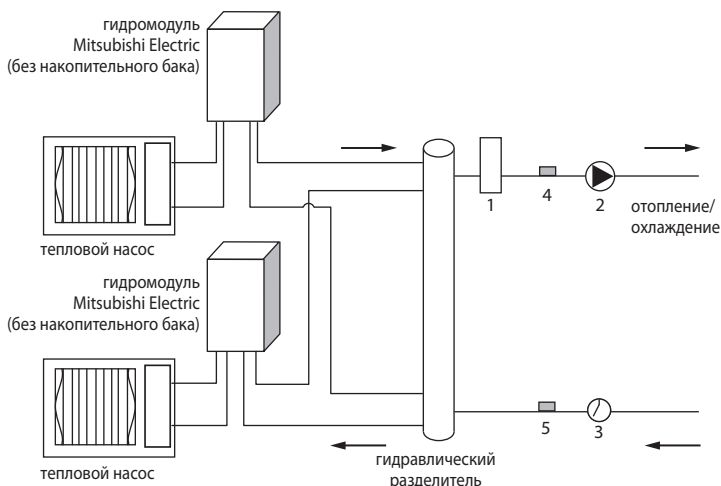 гидромодуль
Mitsubishi Electric
(без накопительного бака)
тепловой насос
гидромодуль
Mitsubishi Electric
(без накопительного бака)
тепловой насос
1
4
2
отопление/
охлаждение
5
3
гидравлический
разделитель